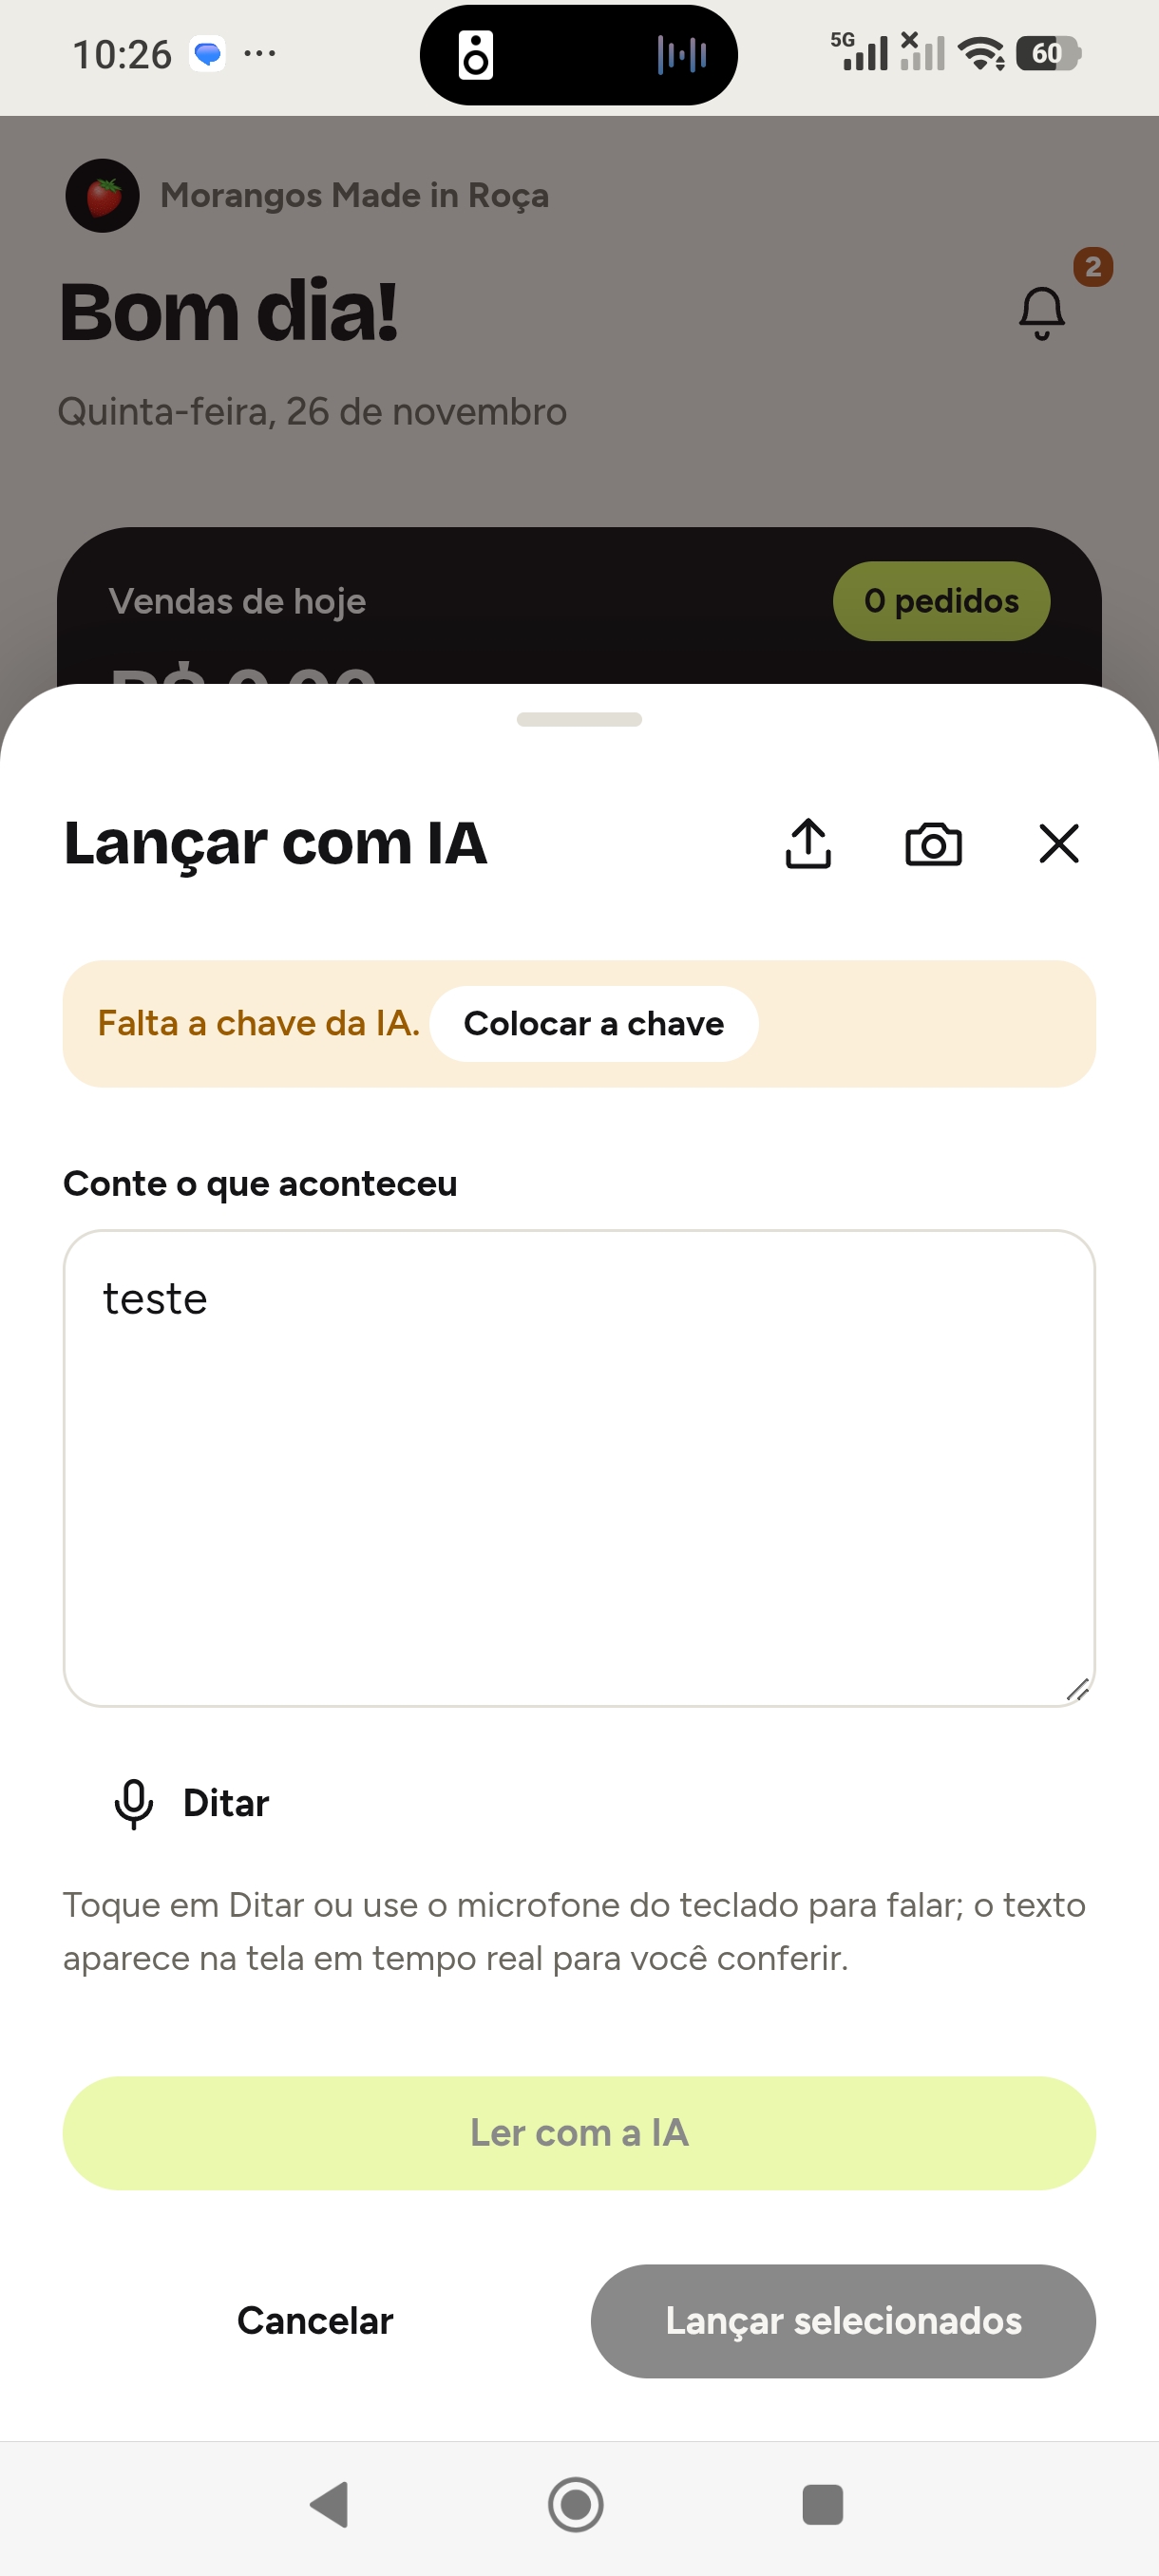 10:26
5G
60
Morangos Made in Roça
Bom dia!
2
Quinta-feira, 26 de novembro
Vendas de hoje
0 pedidos
Lançar com IA
Falta a chave da IA. Colocar a chave
Conte o que aconteceu
teste
Ditar
Toque em Ditar ou use o microfone do teclado para falar; o texto
aparece na tela em tempo real para você conferir.
Ler com a IA
Cancelar
Lançar selecionados